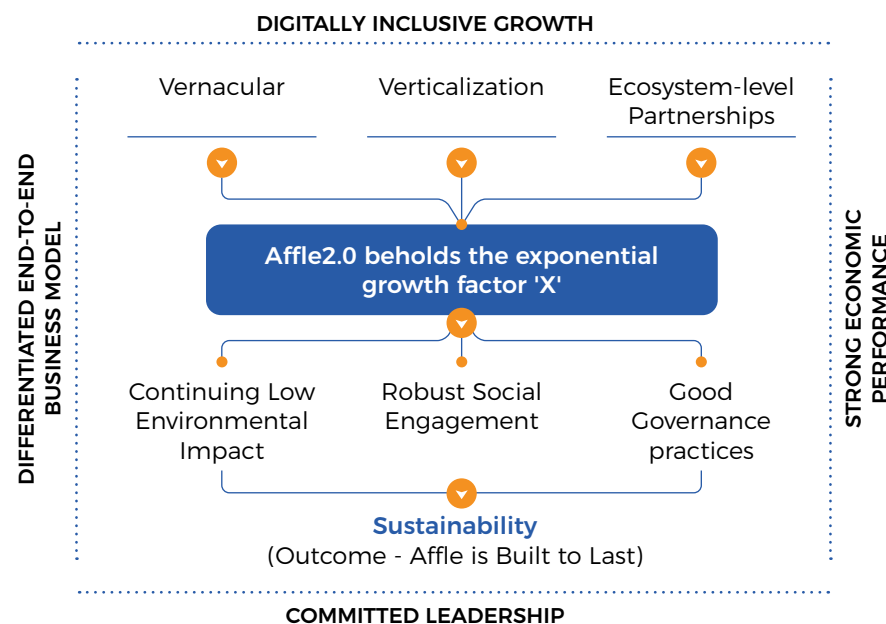 DIGITALLY INCLUSIVE GROWTH
Vernacular
Verticalization
Ecosystem-level
Partnerships
DIFFERENTIATED END-TO-END
BUSINESS MODEL
Affle2.0 beholds the exponential
growth factor 'X'
STRONG ECONOMIC
PERFORMANCE
Continuing Low
Environmental
Impact
Robust Social
Engagement
Good
Governance
practices
Sustainability
(Outcome - Affle is Built to Last)
COMMITTED LEADERSHIP